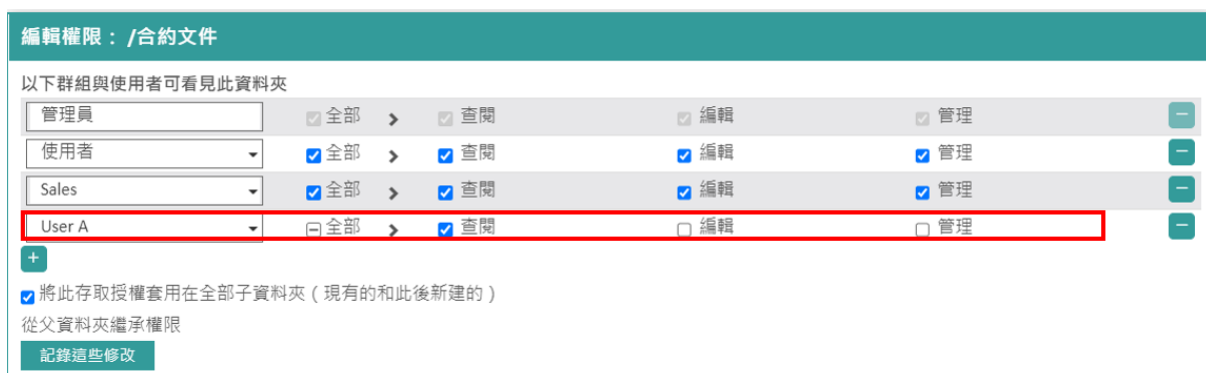 編輯權限： /合約文件
以下群組與使用者可看見此資料夾
管理員 全部 查閱 編輯 管理
使用者 全部 查閱 編輯 管理
Sales 全部 查閱 編輯 管理
User A 全部 查閱 編輯 管理
將此存取授權套用在全部子資料夾（現有的和此後新建的）
從父資料夾繼承權限
記錄這些修改